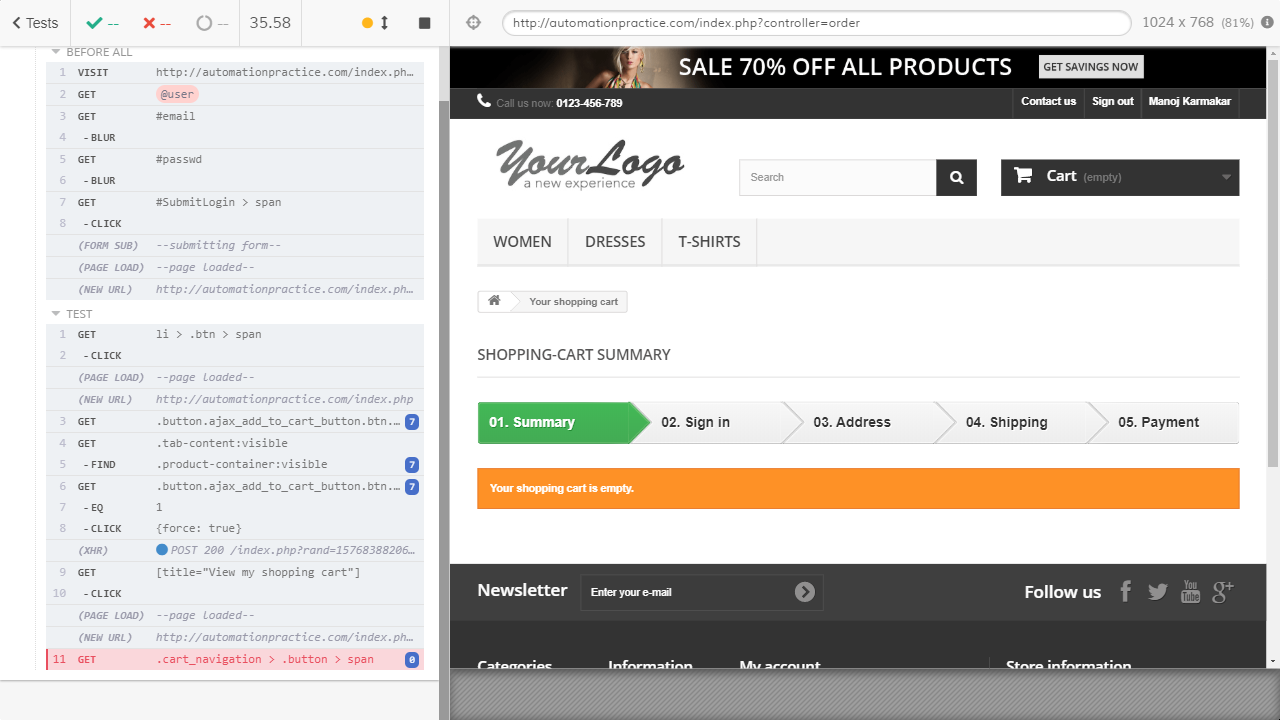 Tests -- -- -- 35.58
BEFORE ALL
1 VISIT http://automationpractice.com/index.ph...
2 GET @user
3 GET #email
4 - BLUR
5 GET #passwd
6 - BLUR
7 GET #SubmitLogin > span
8 - CLICK
(FORM SUB) --submitting form--
(PAGE LOAD) --page loaded--
(NEW URL) http://automationpractice.com/index.ph...
TEST
1 GET li > .btn > span
2 - CLICK
(PAGE LOAD) --page loaded--
(NEW URL) http://automationpractice.com/index.php
3 GET .button.ajax_add_to_cart_button.btn.... 7
4 GET .tab-content:visible
5 - FIND .product-container:visible 7
6 GET .button.ajax_add_to_cart_button.btn.... 7
7 - EQ 1
8 - CLICK {force: true}
(XHR) POST 200 /index.php?rand=15768388206...
9 GET [title="View my shopping cart"]
10 - CLICK
(PAGE LOAD) --page loaded--
(NEW URL) http://automationpractice.com/index.ph...
11 GET .cart_navigation > .button > span 0
http://automationpractice.com/index.php?controller=order
1024 x 768 (81%)
SALE 70% OFF ALL PRODUCTS GET SAVINGS NOW
Call us now: 0123-456-789 Contact us Sign out Manoj Karmakar
YourLogo
a new experience
Search
Cart (empty)
WOMEN DRESSES T-SHIRTS
Your shopping cart
SHOPPING-CART SUMMARY
01. Summary 02. Sign in 03. Address 04. Shipping 05. Payment
Your shopping cart is empty.
Newsletter Enter your e-mail Follow us
You
Tube
Categories Information My account Store information